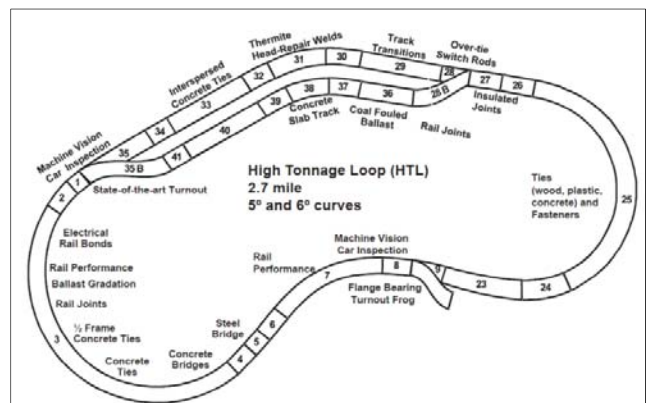 Thermite
Head-Repair Welds
Track
Transitions
Over-tie
Switch Rods
Interspersed
Concrete Ties
30
31
32
33
34
35
29
28
27
26
Insulated
Joints
25 B
Rail Joints
36
37
38
39
40
41
Coal Fouled
Ballast
Concrete
Slab Track
Machine Vision
Car Inspection
35 B
State-of-the-art Turnout
1
2
High Tonnage Loop (HTL)
2.7 mile
5º and 6º curves
Ties
(wood, plastic,
concrete) and
Fasteners
25
Electrical
Rail Bonds
Rail Performance
Ballast Gradation
Rail Joints
½ Frame
Concrete Ties
3
Concrete
Ties
Concrete
Bridges
Steel
Bridge
4
5
6
Rail
Performance
7
Machine Vision
Car Inspection
8
9
Flange Bearing
Turnout Frog
23
24